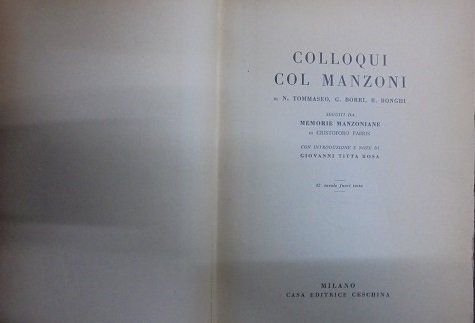 COLLOQUI
COL MANZONI
DI N. TOMMASEO, G. BORRI, R. BONGHI
SEGUITI DA
MEMORIE MANZONIANE
DI CRISTOFORO FABRIS
CON INTRODUZIONE E NOTE DI
GIOVANNI TITTA ROSA
12 tavole fuori testo
MILANO
CASA EDITRICE CESCHINA